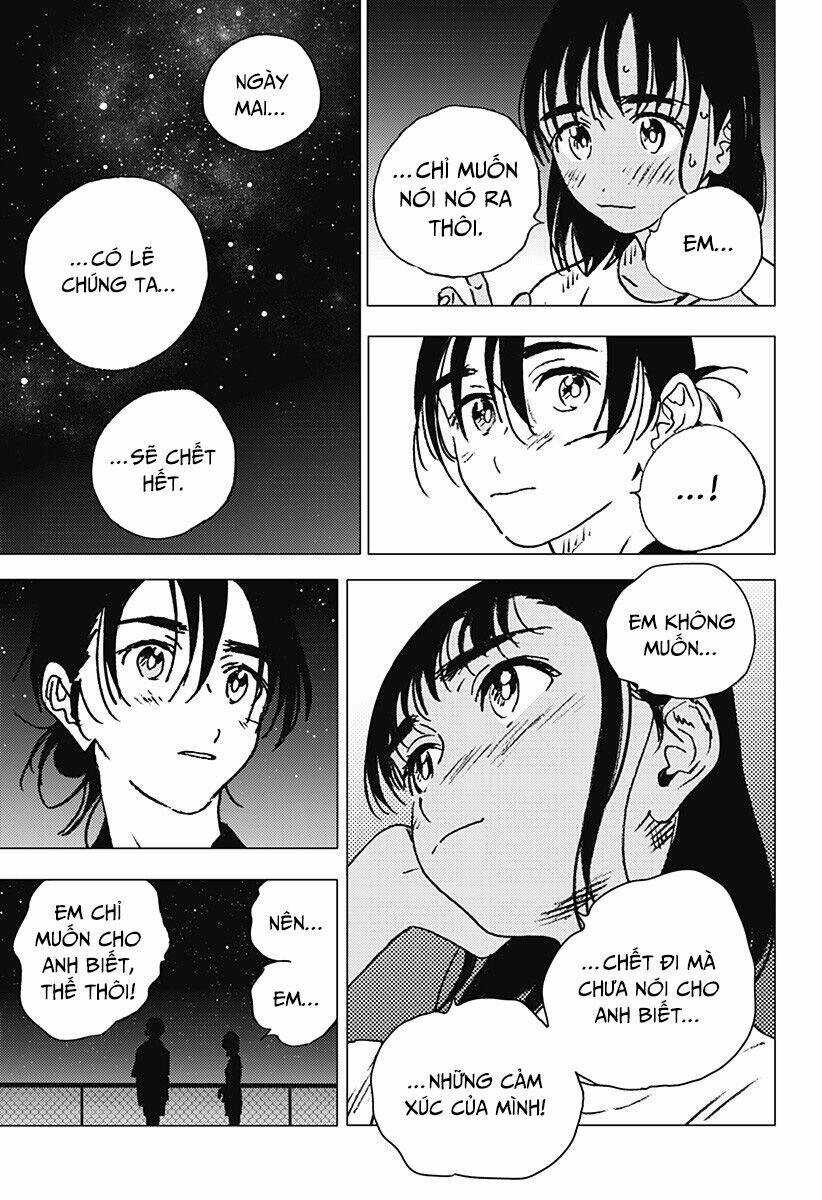 EM...
...CHỈ MUỐN
NÓI NÓ RA
THÔI.
NGÀY
MAI...
...CÓ LẼ
CHÚNG TA...
...SẼ CHẾT
HẾT.
...!
EM KHÔNG
MUỐN...
...CHẾT ĐI MÀ
CHƯA NÓI CHO
ANH BIẾT...
...NHỮNG CẢM
XÚC CỦA MÌNH!
NÊN...
EM...
EM CHỈ
MUỐN CHO
ANH BIẾT,
THẾ THÔI!